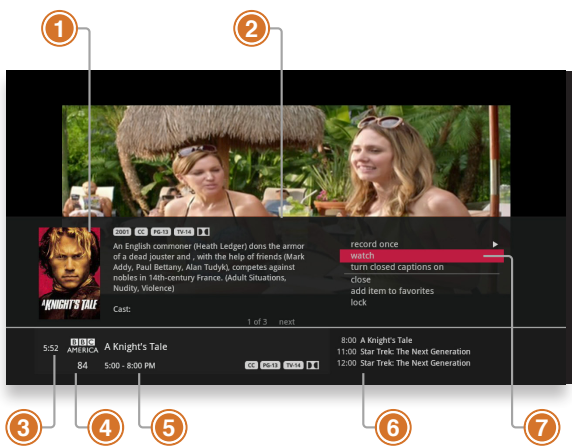 1
2
2001 CC PG-13 TV-14
An English commoner (Heath Ledger) dons the armor
of a dead jouster and , with the help of friends (Mark
Addy, Paul Bettany, Alan Tudyk), competes against
nobles in 14th-century France. (Adult Situations,
Nudity, Violence)
Cast:
1 of 3 next
A KNIGHT'S TALE
record once
watch
turn closed captions on
close
add item to favorites
lock
5:52 BBC AMERICA A Knight's Tale
84 5:00 - 8:00 PM CC PG-13 TV-14
8:00 A Knight's Tale
11:00 Star Trek: The Next Generation
12:00 Star Trek: The Next Generation
3
4
5
6
7